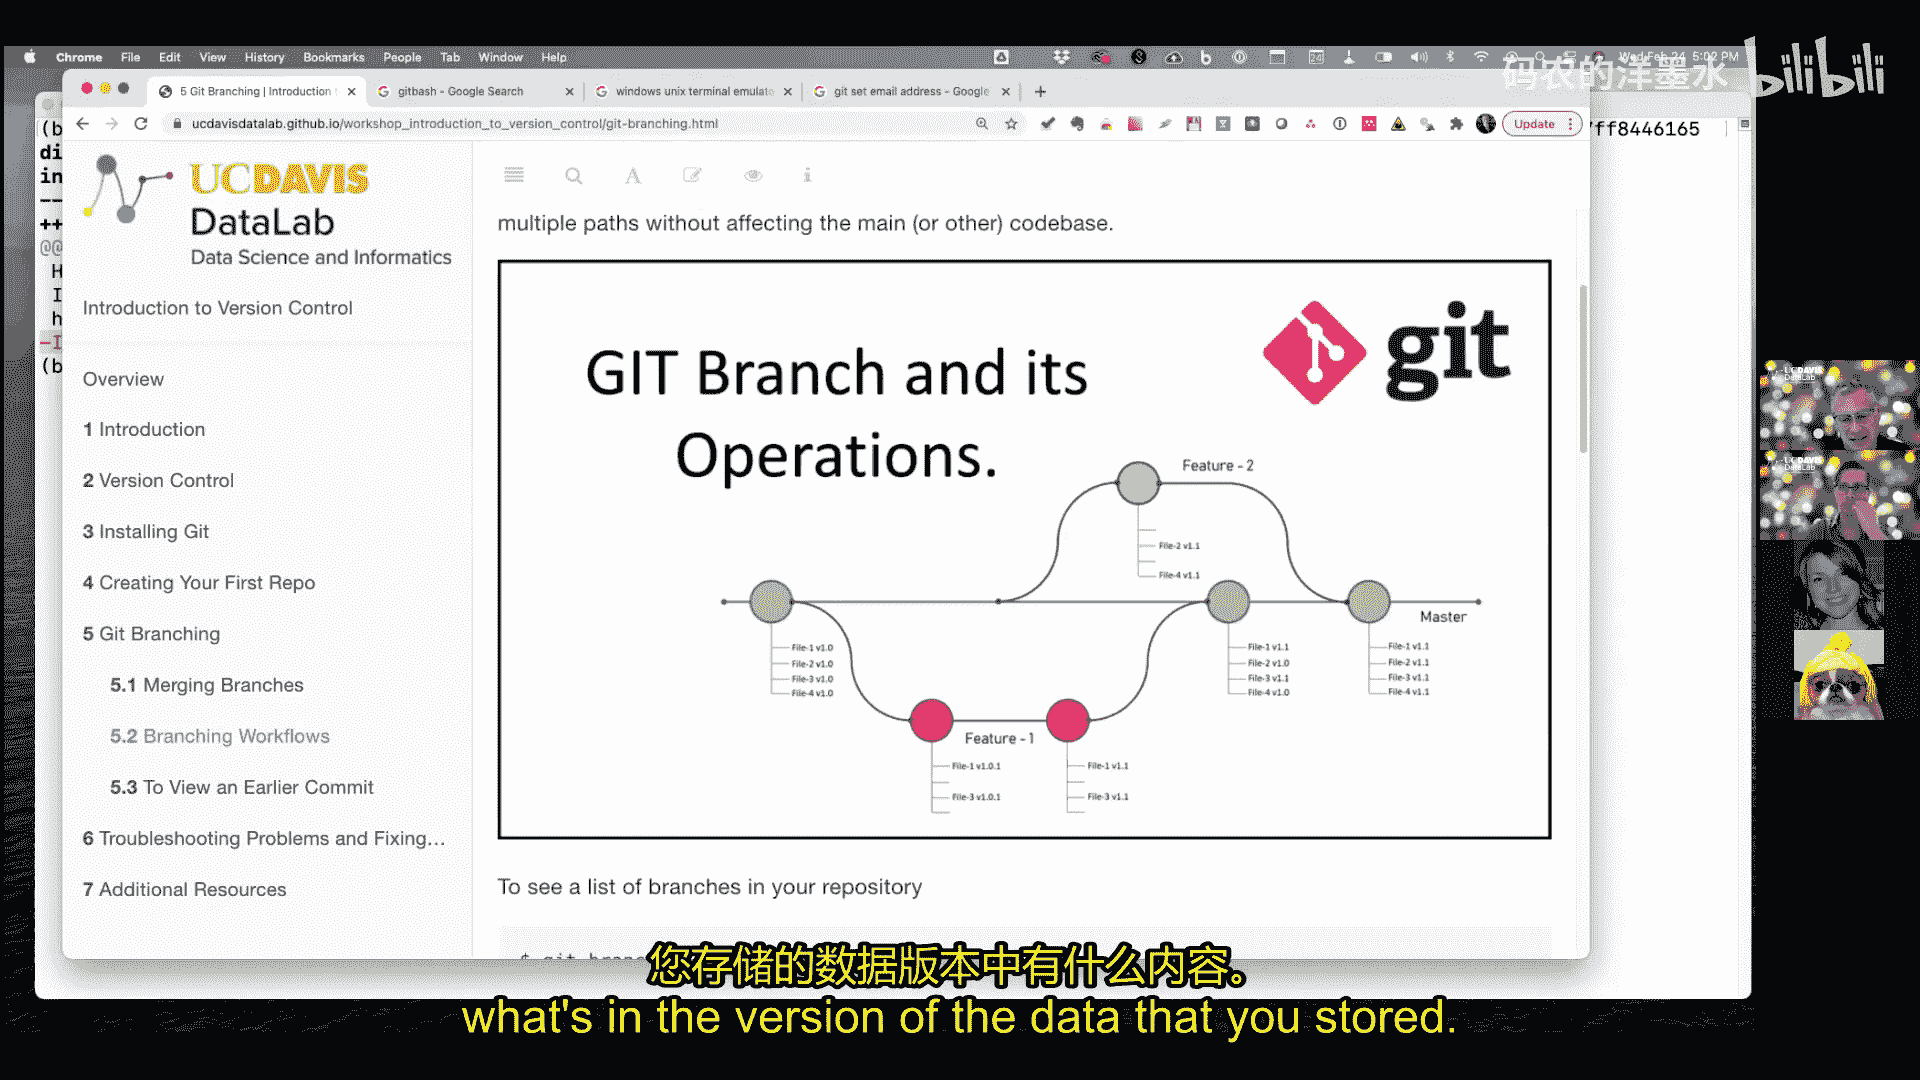 Chrome File Edit View History Bookmarks People Tab Window Help
Wed Feb 24 5:02 PM
码农的洋墨水 bilibili
5 Git Branching | Introduction t
gitbash - Google Search
windows unix terminal emulato
git set email address - Google
ucdavisdatalab.github.io/workshop_introduction_to_version_control/git-branching.html
Update
ff8446165
(b
di
in
--
++
@@
H
I
h
-I
(b
UCDAVIS
DataLab
Data Science and Informatics
Introduction to Version Control
Overview
1 Introduction
2 Version Control
3 Installing Git
4 Creating Your First Repo
5 Git Branching
5.1 Merging Branches
5.2 Branching Workflows
5.3 To View an Earlier Commit
6 Troubleshooting Problems and Fixing...
7 Additional Resources
multiple paths without affecting the main (or other) codebase.
GIT Branch and its
Operations.
git
Feature - 2
File-2 v1.1
File-4 v1.1
Master
File-1 v1.0
File-2 v1.0
File-3 v1.0
File-4 v1.0
File-1 v1.1
File-2 v1.0
File-3 v1.1
File-4 v1.0
File-1 v1.1
File-2 v1.1
File-3 v1.1
File-4 v1.1
Feature - 1
File-1 v1.0.1
File-3 v1.0.1
File-1 v1.1
File-3 v1.1
To see a list of branches in your repository
您存储的数据版本中有什么内容。
what's in the version of the data that you stored.